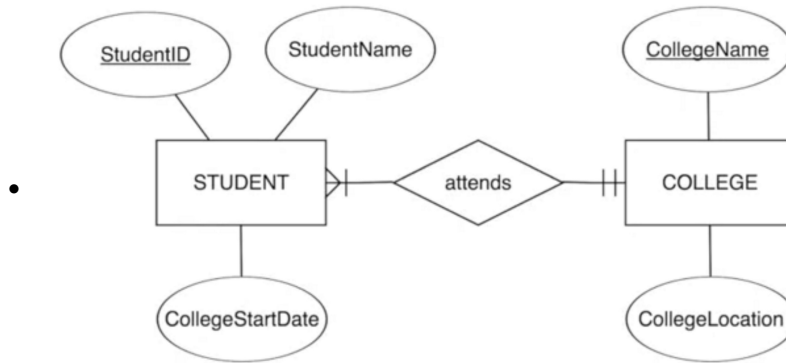 StudentID
StudentName
CollegeName
STUDENT
attends
COLLEGE
CollegeStartDate
CollegeLocation